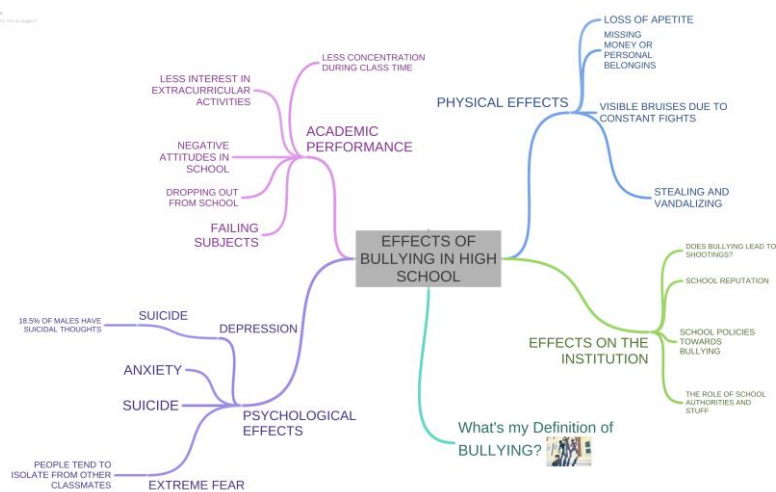 LOSS OF APETITE
MISSING
MONEY OR
PERSONAL
BELONGINS
PHYSICAL EFFECTS
VISIBLE BRUISES DUE TO
CONSTANT FIGHTS
STEALING AND
VANDALIZING
LESS CONCENTRATION
DURING CLASS TIME
LESS INTEREST IN
EXTRACURRICULAR
ACTIVITIES
ACADEMIC
PERFORMANCE
NEGATIVE
ATTITUDES IN
SCHOOL
DROPPING OUT
FROM SCHOOL
FAILING
SUBJECTS
EFFECTS OF
BULLYING IN HIGH
SCHOOL
DOES BULLYING LEAD TO
SHOOTINGS?
SCHOOL REPUTATION
EFFECTS ON THE
INSTITUTION
SCHOOL POLICIES
TOWARDS
BULLYING
THE ROLE OF SCHOOL
AUTHORITIES AND
STUFF
18.5% OF MALES HAVE
SUICIDAL THOUGHTS
SUICIDE
DEPRESSION
ANXIETY
SUICIDE
PSYCHOLOGICAL
EFFECTS
PEOPLE TEND TO
ISOLATE FROM OTHER
CLASSMATES
EXTREME FEAR
What's my Definition of
BULLYING?